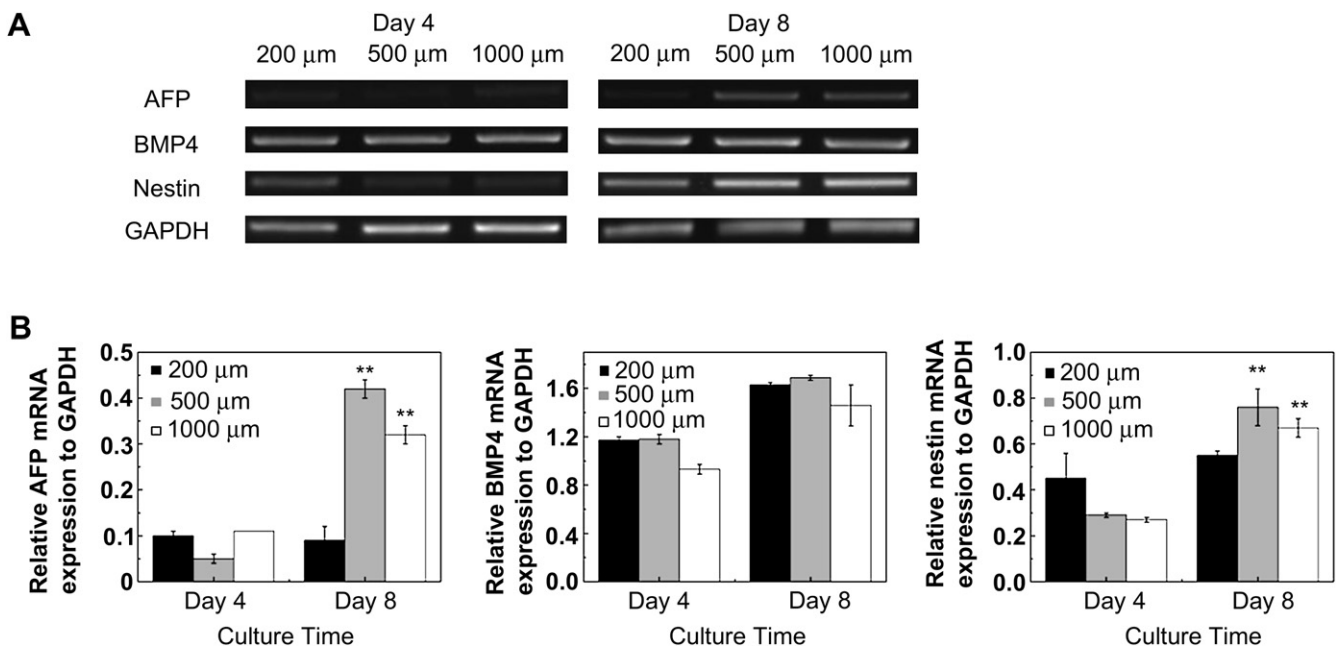 A
Day 4
Day 8
200 μm 500 μm 1000 μm
200 μm 500 μm 1000 μm
AFP
BMP4
Nestin
GAPDH
B
Relative AFP mRNA
expression to GAPDH
0.5
0.4
0.3
0.2
0.1
0
200 μm
500 μm
1000 μm
**
**
Day 4 Day 8
Culture Time
Relative BMP4 mRNA
expression to GAPDH
1.6
1.2
0.8
0.4
0.0
200 μm
500 μm
1000 μm
Day 4 Day 8
Culture Time
Relative nestin mRNA
expression to GAPDH
1.0
0.8
0.6
0.4
0.2
0.0
200 μm
500 μm
1000 μm
**
**
Day 4 Day 8
Culture Time